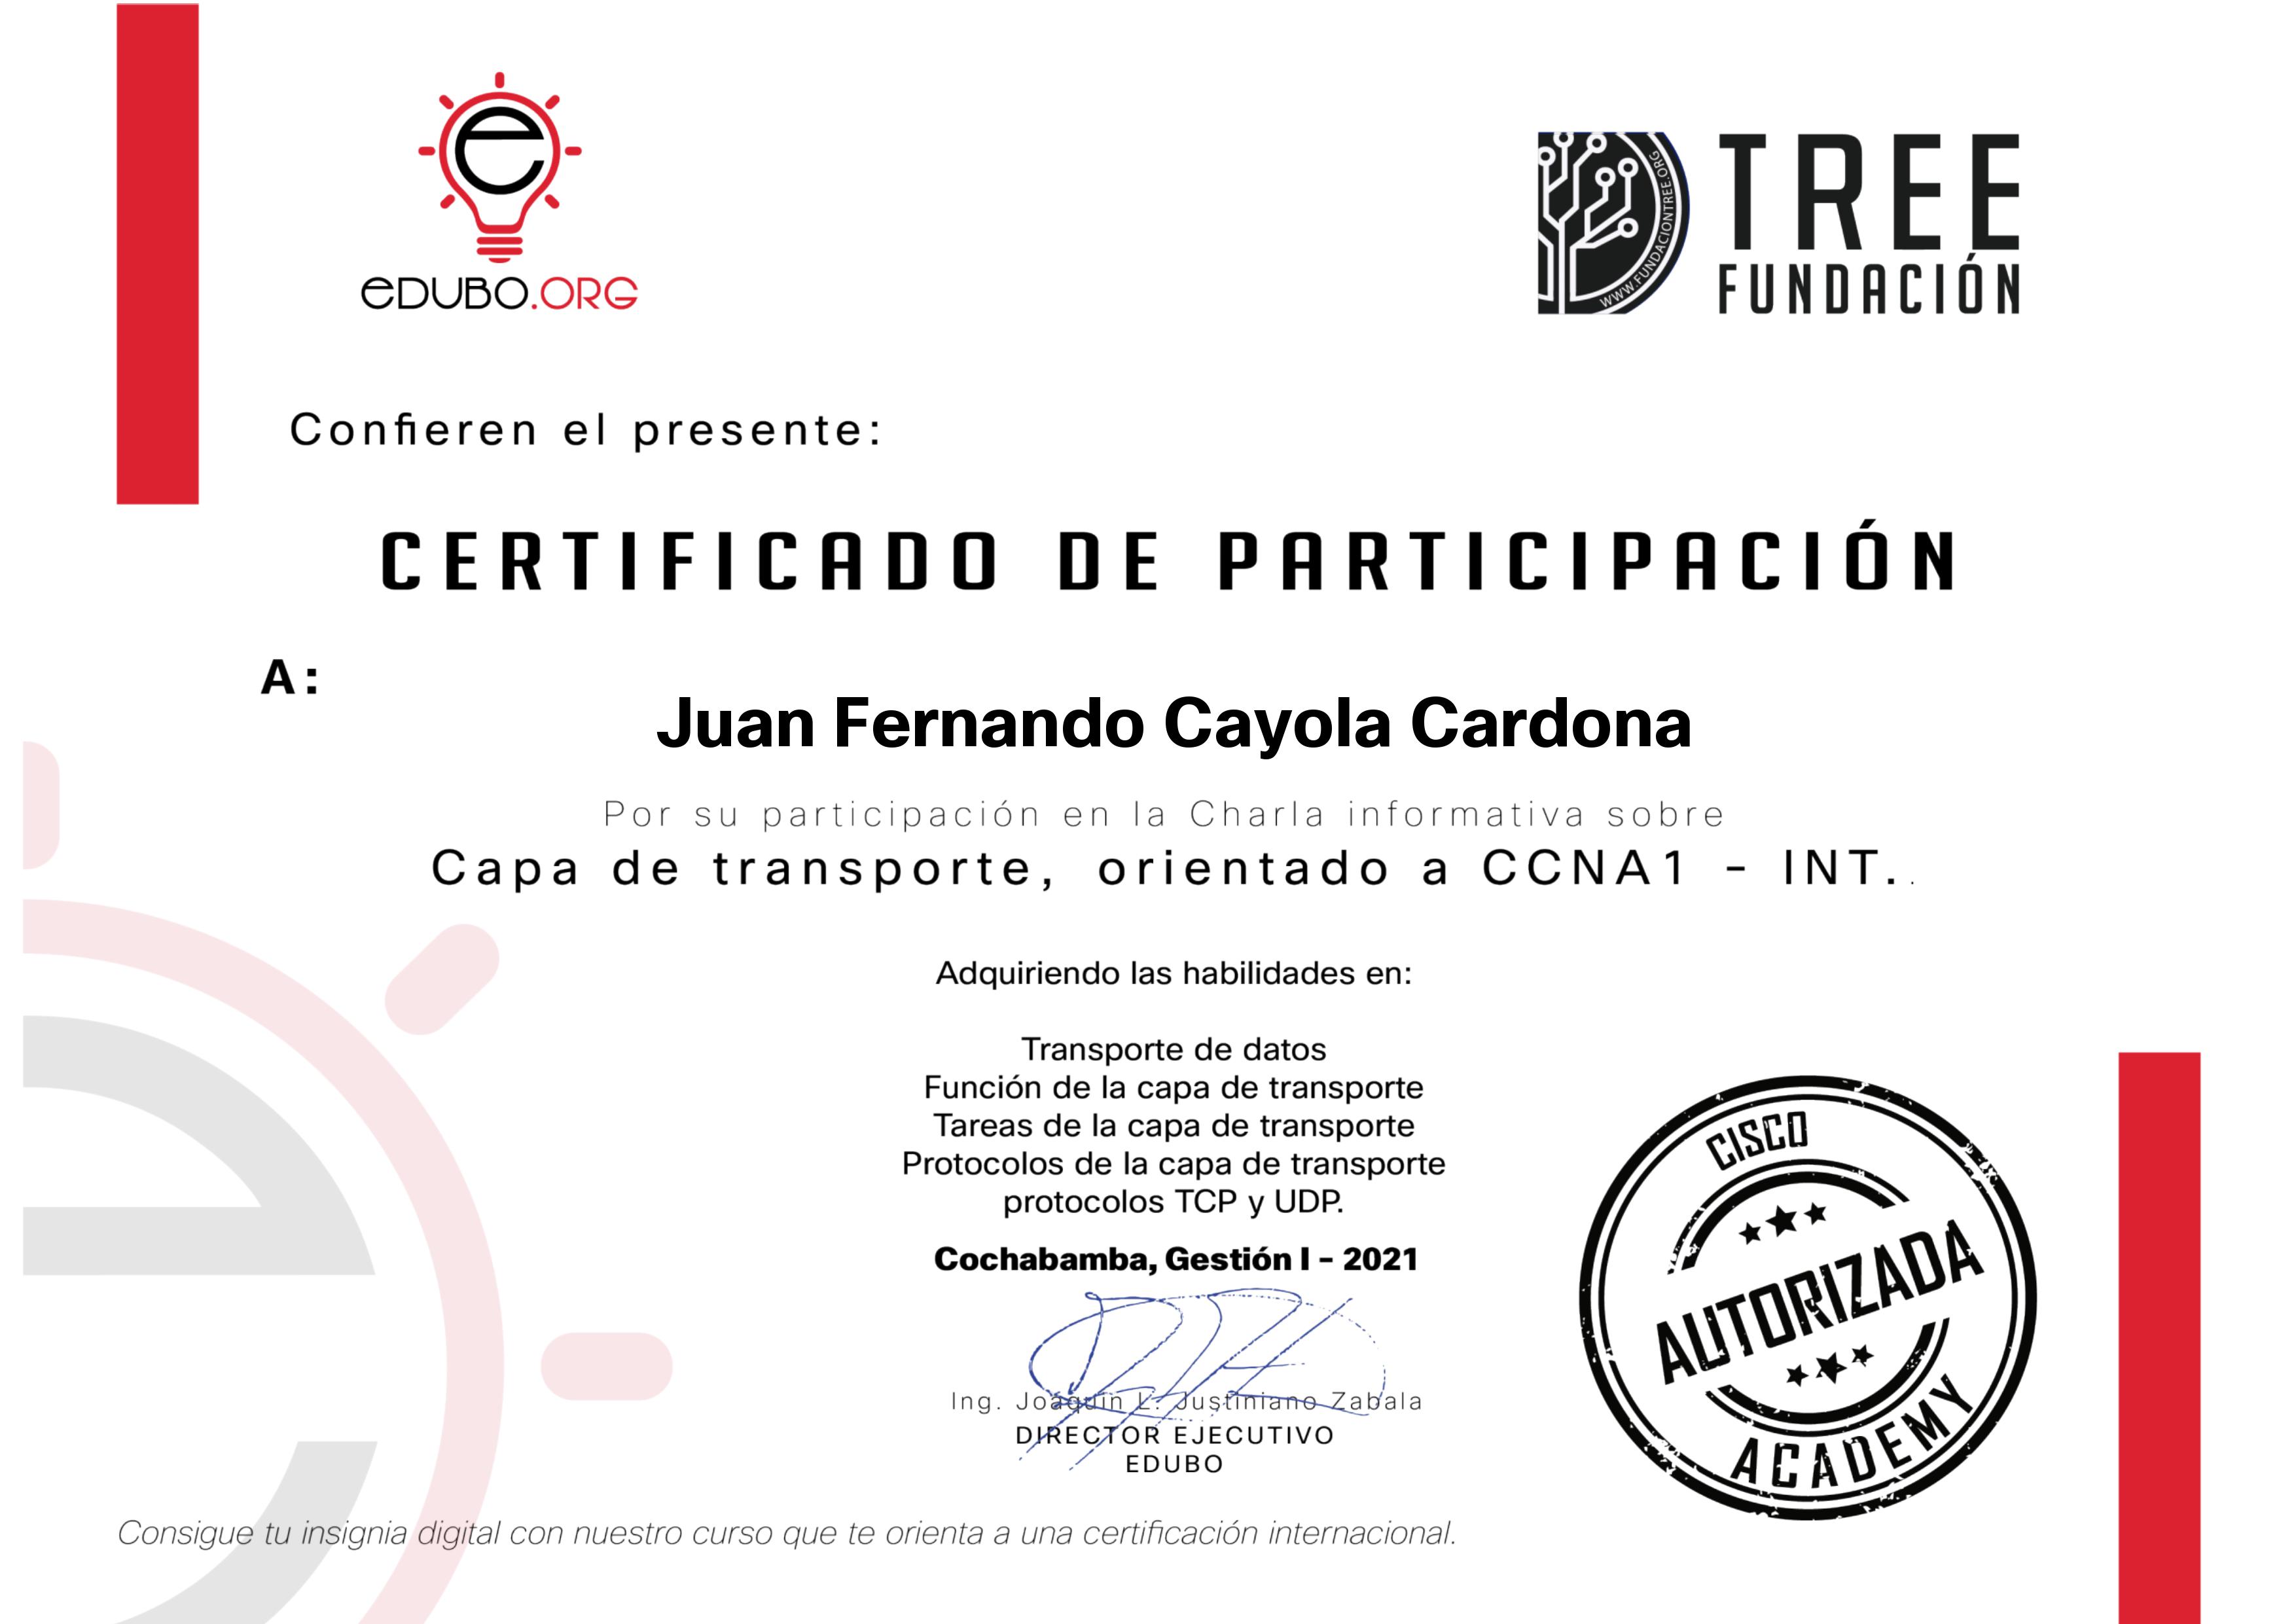 eDUBO.ORG
WWW.FUNDACIONTREE.ORG
TREE
FUNDACIÓN
Confieren el presente:
CERTIFICADO DE PARTICIPACIÓN
A:
Juan Fernando Cayola Cardona
Por su participación en la Charla informativa sobre
Capa de transporte, orientado a CCNA1 - INT..
Adquiriendo las habilidades en:
Transporte de datos
Función de la capa de transporte
Tareas de la capa de transporte
Protocolos de la capa de transporte
protocolos TCP y UDP.
Cochabamba, Gestión I - 2021
Ing. Joaquin L. Justiniano Zabala
DIRECTOR EJECUTIVO
EDUBO
CISCO
AUTORIZADA
ACADEMY
Consigue tu insignia digital con nuestro curso que te orienta a una certificación internacional.